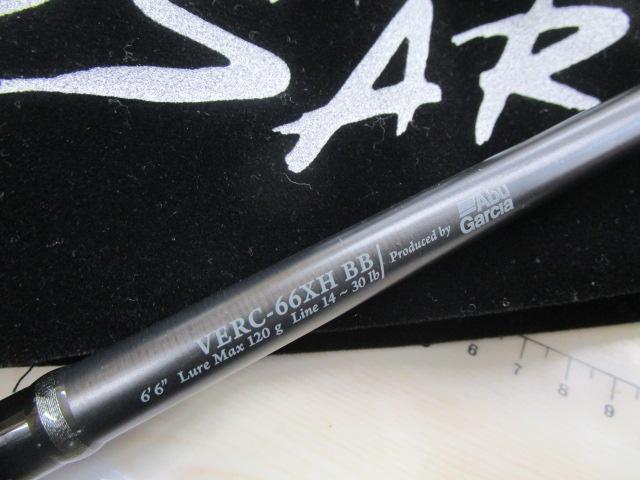 AR
VERC-66XH BB
6'6" Lure Max 120 g Line 14 ~ 30 lb
Produced by
Abu
Garcia
6 7 8 9